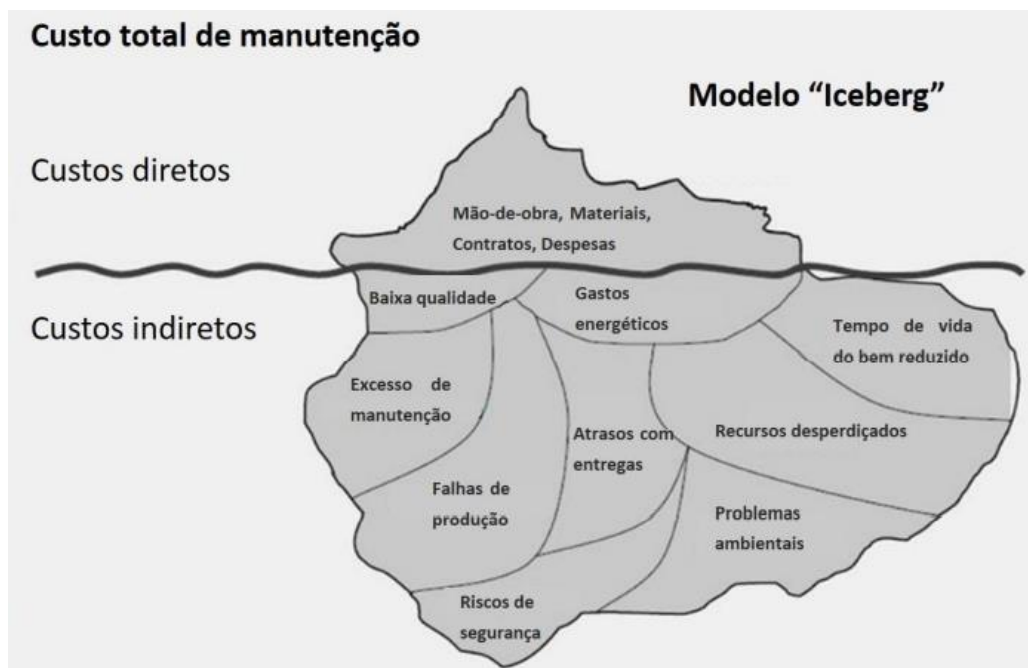 Custo total de manutenção
Modelo “Iceberg”
Custos diretos
Mão-de-obra, Materiais,
Contratos, Despesas
Custos indiretos
Baixa qualidade
Gastos
energéticos
Tempo de vida
do bem reduzido
Excesso de
manutenção
Atrasos com
entregas
Recursos desperdiçados
Falhas de
produção
Problemas
ambientais
Riscos de
segurança